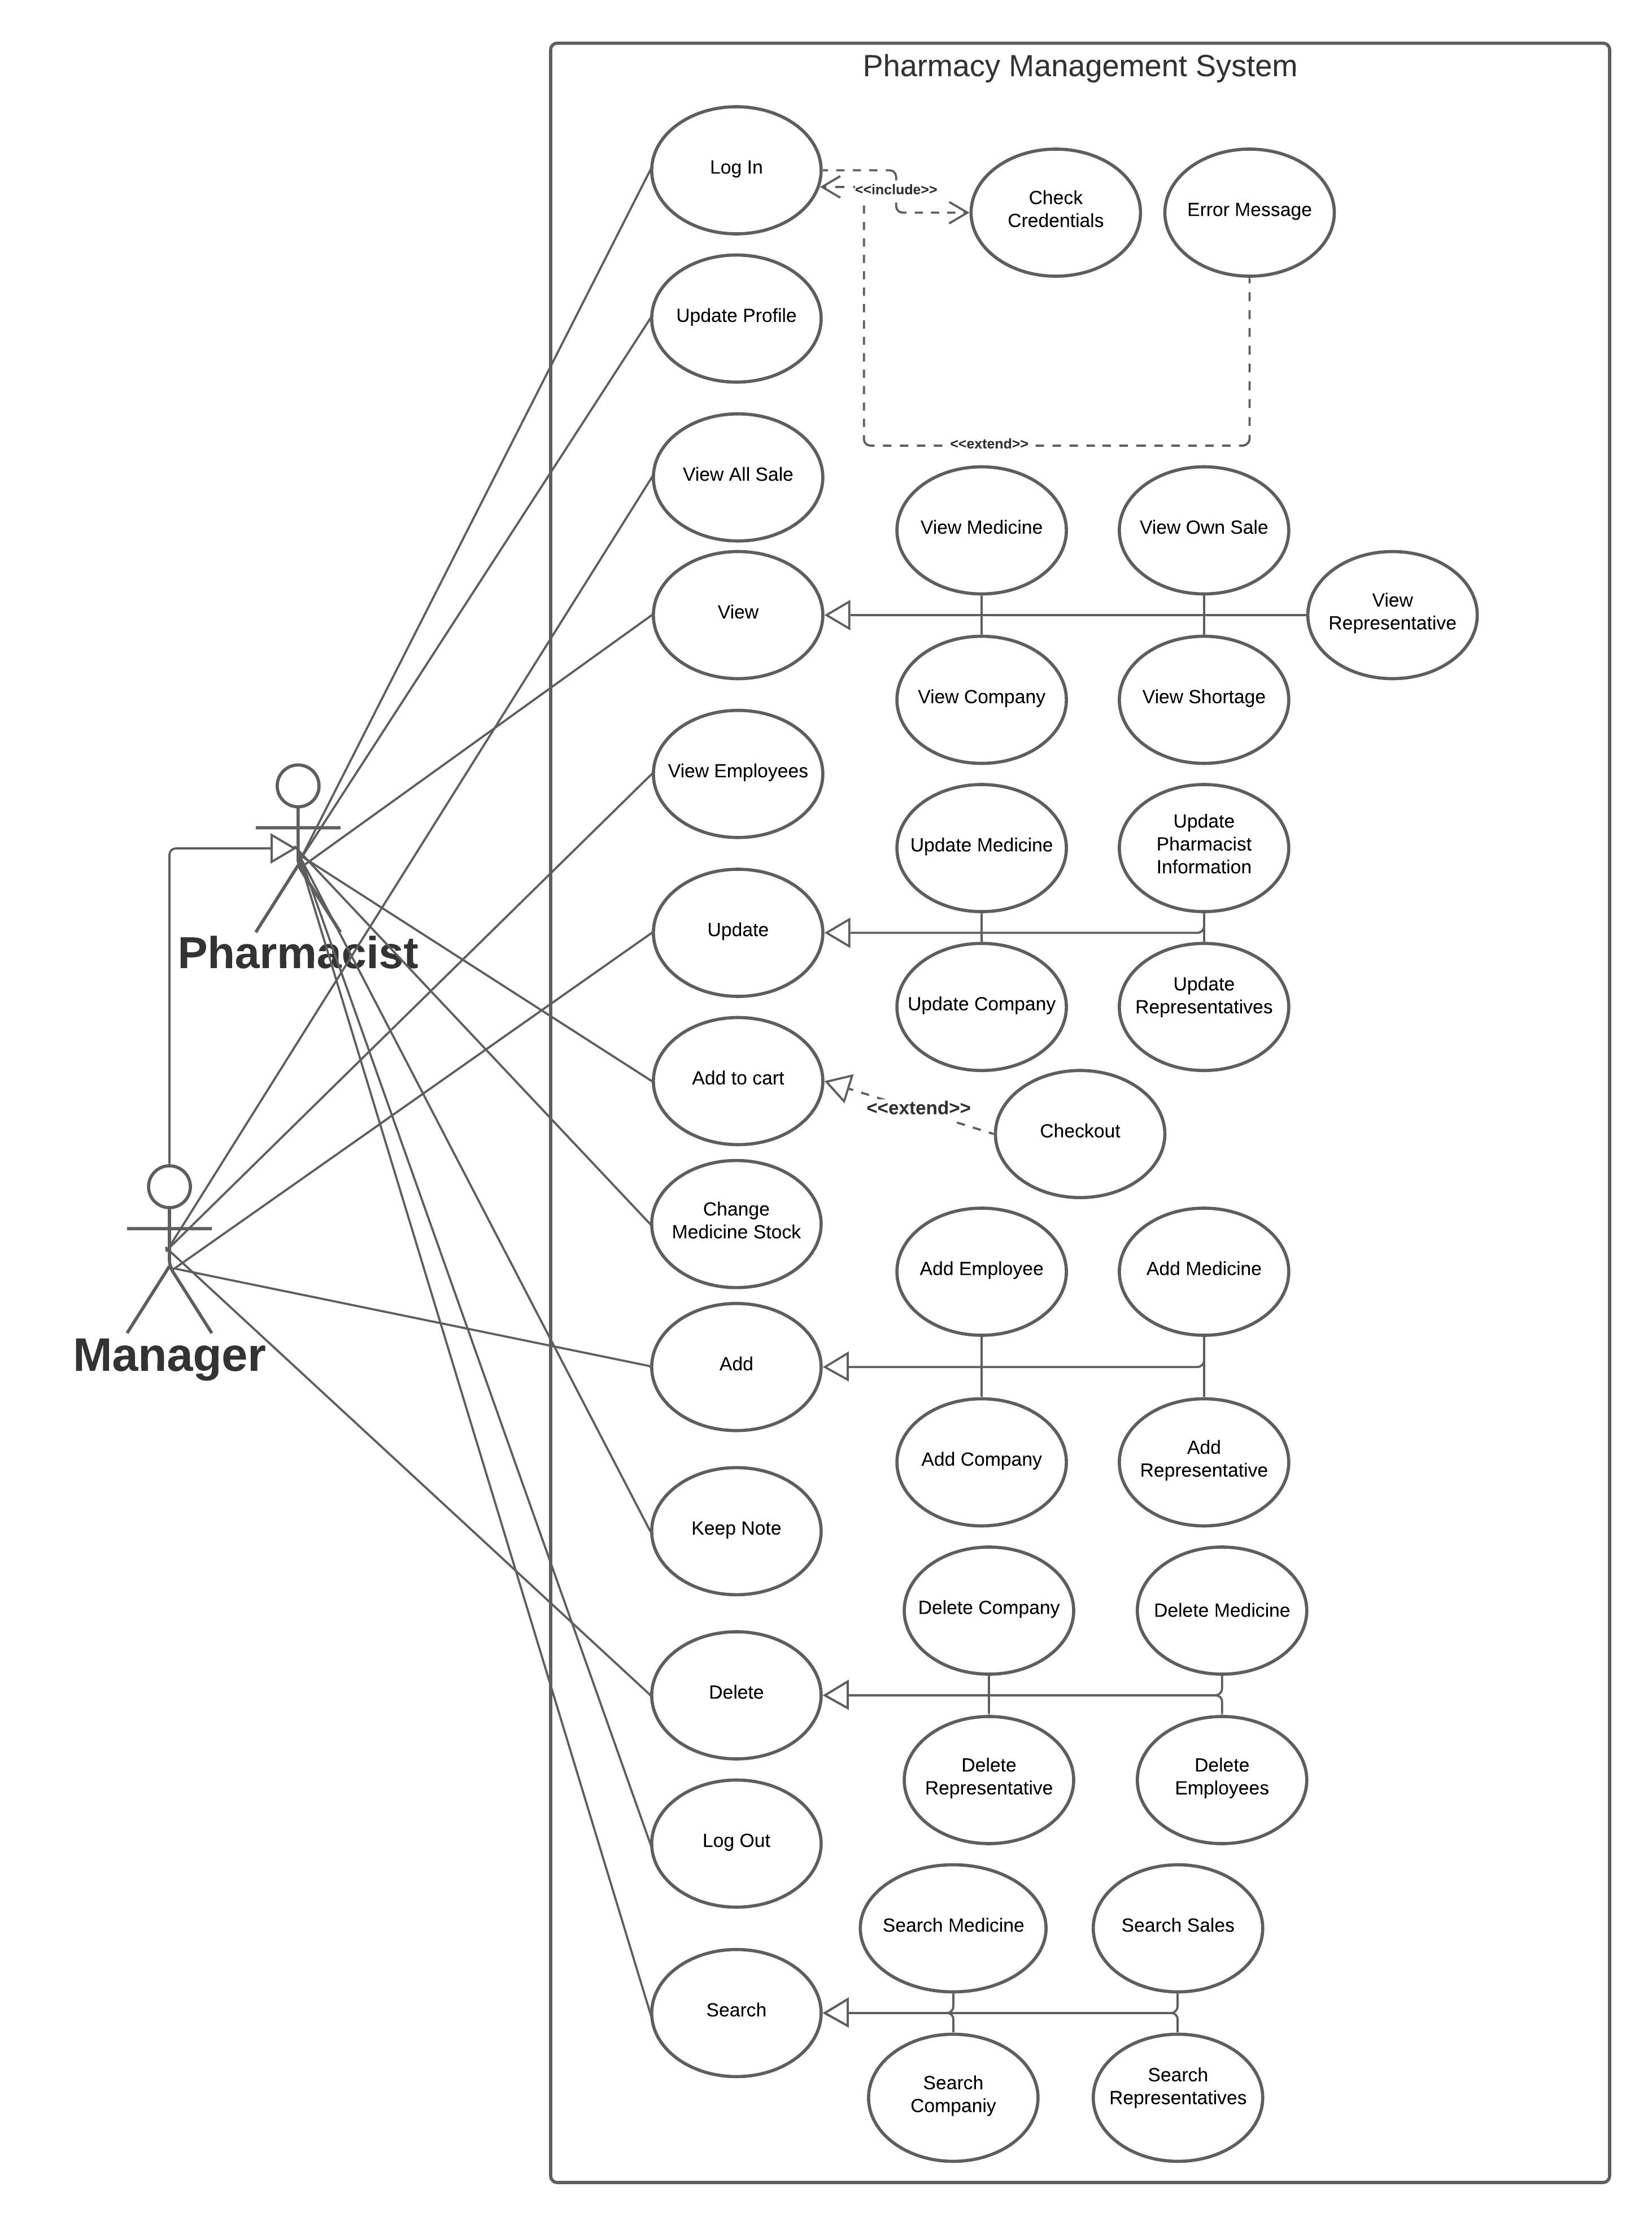 Pharmacy Management System
Log In
<<include>>
Check
Credentials
Error Message
Update Profile
<<extend>>
View All Sale
View Medicine
View Own Sale
View
View
Representative
View Company
View Shortage
View Employees
Update Medicine
Update
Pharmacist
Information
Pharmacist
Update
Update Company
Update
Representatives
Add to cart
<<extend>>
Checkout
Change
Medicine Stock
Add Employee
Add Medicine
Manager
Add
Add Company
Add
Representative
Keep Note
Delete Company
Delete Medicine
Delete
Delete
Representative
Delete
Employees
Log Out
Search Medicine
Search Sales
Search
Search
Companiy
Search
Representatives